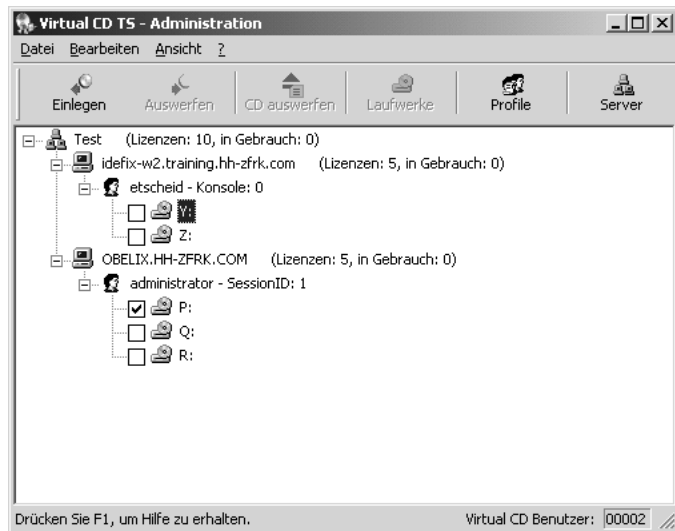 Virtual CD TS - Administration
Datei Bearbeiten Ansicht ?
Einlegen Auswerfen CD auswerfen Laufwerke Profile Server
Test (Lizenzen: 10, in Gebrauch: 0)
idefix-w2.training.hh-zfrk.com (Lizenzen: 5, in Gebrauch: 0)
etscheid - Konsole: 0
Y:
Z:
OBELIX.HH-ZFRK.COM (Lizenzen: 5, in Gebrauch: 0)
administrator - SessionID: 1
P:
Q:
R:
Drücken Sie F1, um Hilfe zu erhalten. Virtual CD Benutzer: 00002